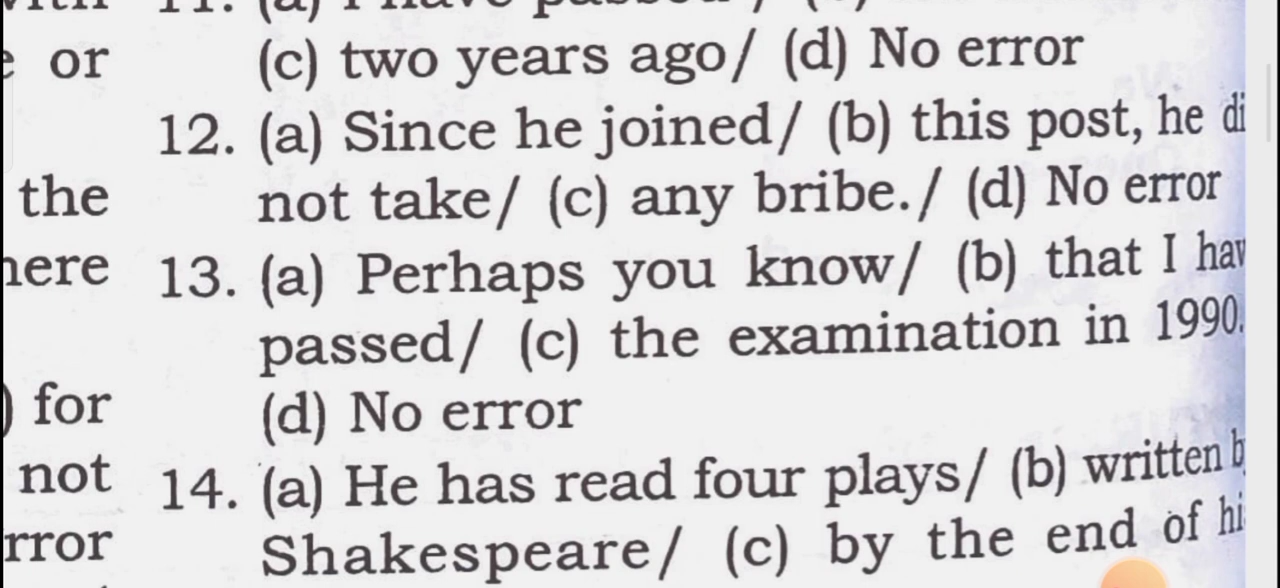 or
the
for
not
(c) two years ago/ (d) No error
12. (a) Since he joined/ (b) this post, he
not take/ (c) any bribe./ (d) No error
13. (a) Perhaps you know/ (b) that I
passed/ (c) the examination in 1990.
(d) No error
14. (a) He has read four plays/ (b) written
Shakespeare/ (c) by the end of